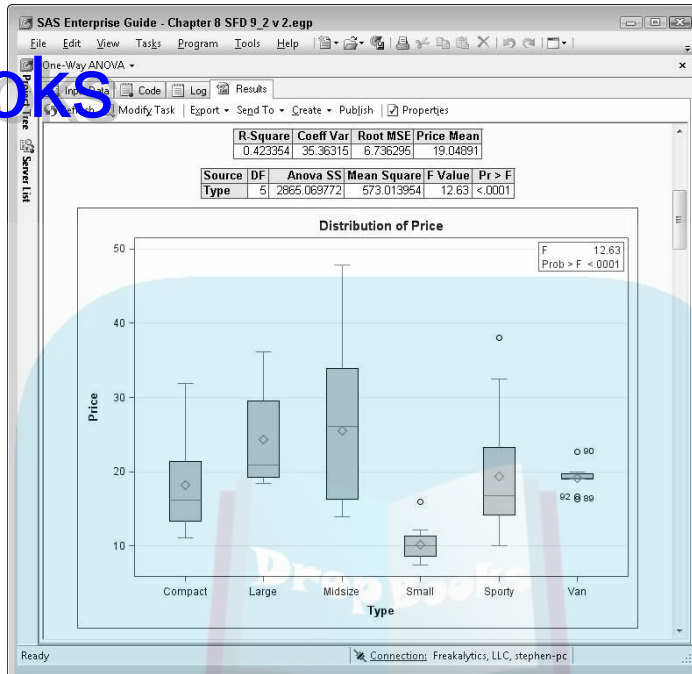 SAS Enterprise Guide - Chapter 8 SFD 9_2 v 2.egp
File Edit View Tasks Program Tools Help
One-Way ANOVA
oks
Input Data Code Log Results
Refresh Modify Task Export Send To Create Publish Properties
Project Tree
Server List
R-Square Coeff Var Root MSE Price Mean
0.423354 35.36315 6.736295 19.04891
Source DF Anova SS Mean Square F Value Pr > F
Type 5 2865.069772 573.013954 12.63 <.0001
Distribution of Price
F 12.63
Prob > F <.0001
50
40
30
20
10
Price
90
92 89
Compact Large Midsize Small Sporty Van
Type
DropBooks
Ready Connection: Freakalytics, LLC, stephen-pc